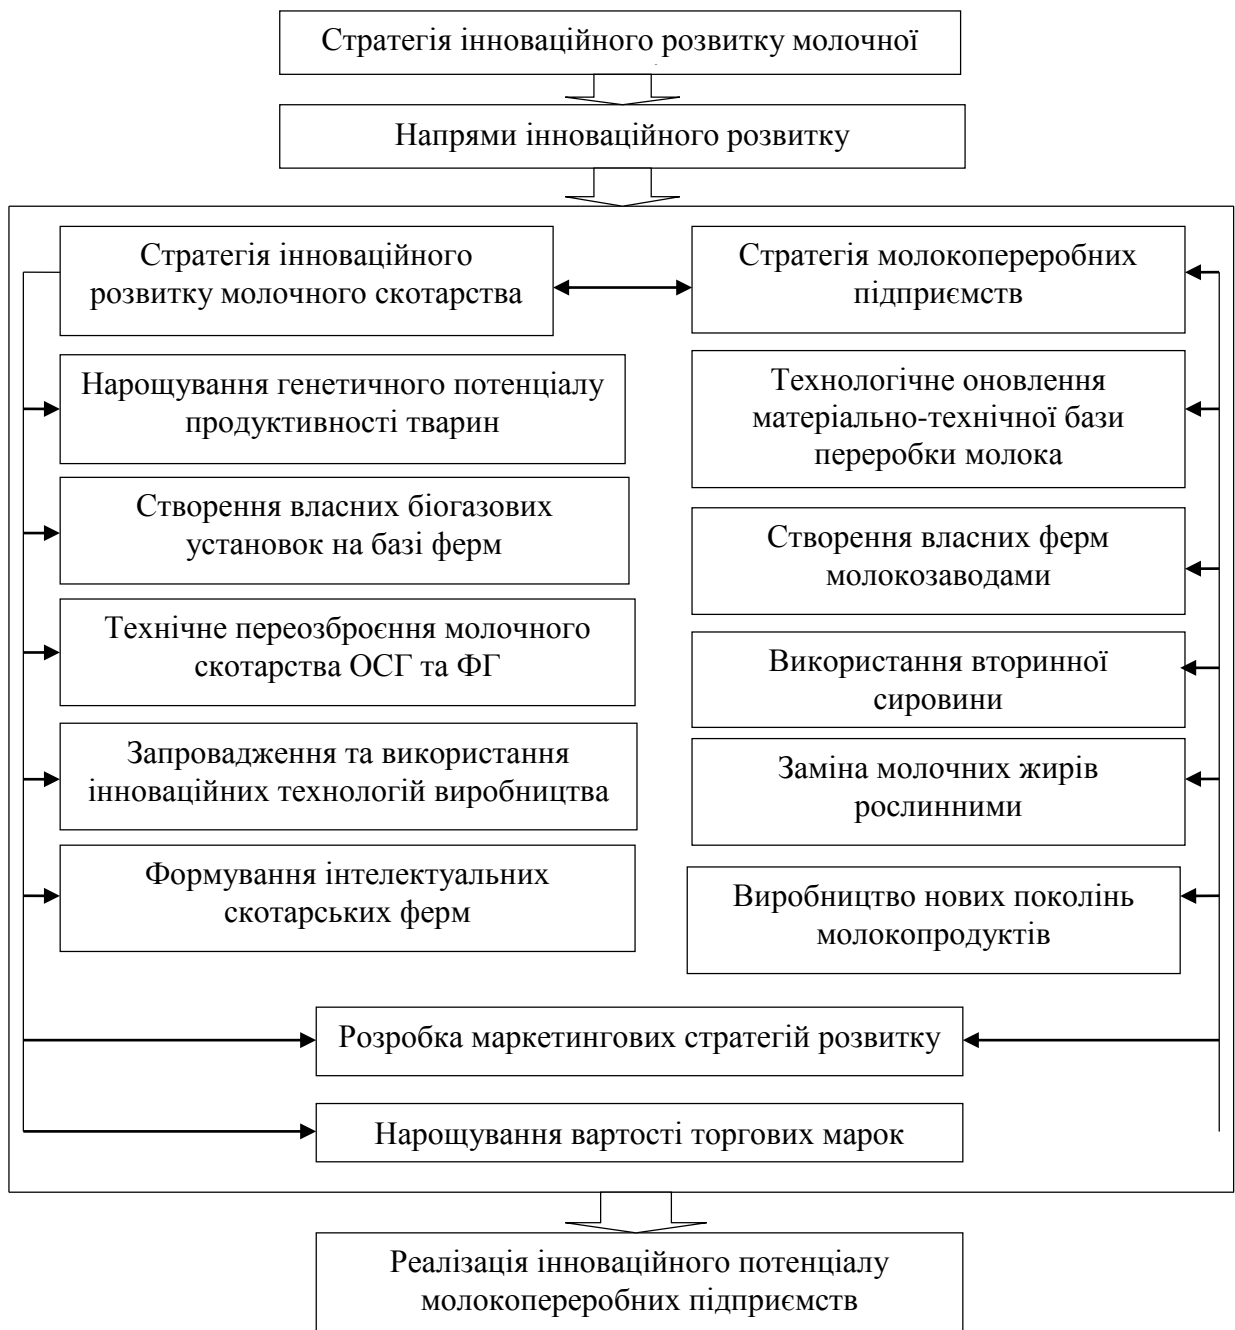 Стратегія інноваційного розвитку молочної
Напрями інноваційного розвитку
Стратегія інноваційного
розвитку молочного скотарства
Стратегія молокопереробних
підприємств
Нарощування генетичного потенціалу
продуктивності тварин
Технологічне оновлення
матеріально-технічної бази
переробки молока
Створення власних біогазових
установок на базі ферм
Створення власних ферм
молокозаводами
Технічне переозброєння молочного
скотарства ОСГ та ФГ
Використання вторинної
сировини
Запровадження та використання
інноваційних технологій виробництва
Заміна молочних жирів
рослинними
Формування інтелектуальних
скотарських ферм
Виробництво нових поколінь
молокопродуктів
Розробка маркетингових стратегій розвитку
Нарощування вартості торгових марок
Реалізація інноваційного потенціалу
молокопереробних підприємств